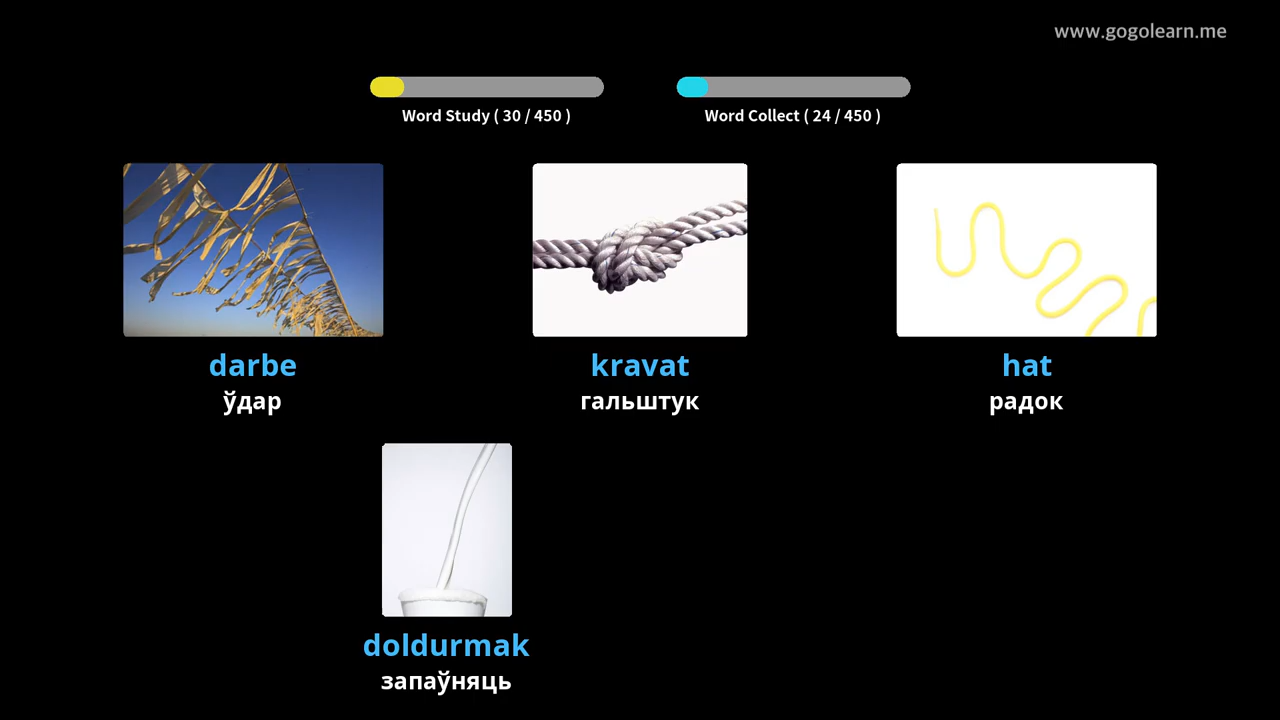 www.gogolearn.me
Word Study ( 30 / 450 )
Word Collect ( 24 / 450 )
darbe
ўдар
kravat
гальштук
hat
радок
doldurmak
запаўняць